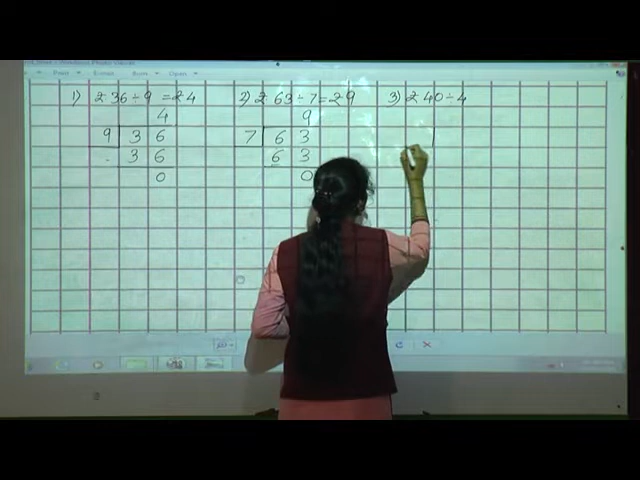 1) 2 36 ÷ 9 = 24
4
9 3 6
3 6
0
2) 2 63 ÷ 7 = 29
9
7 6 3
6 3
0
3) 2 40 ÷ 4